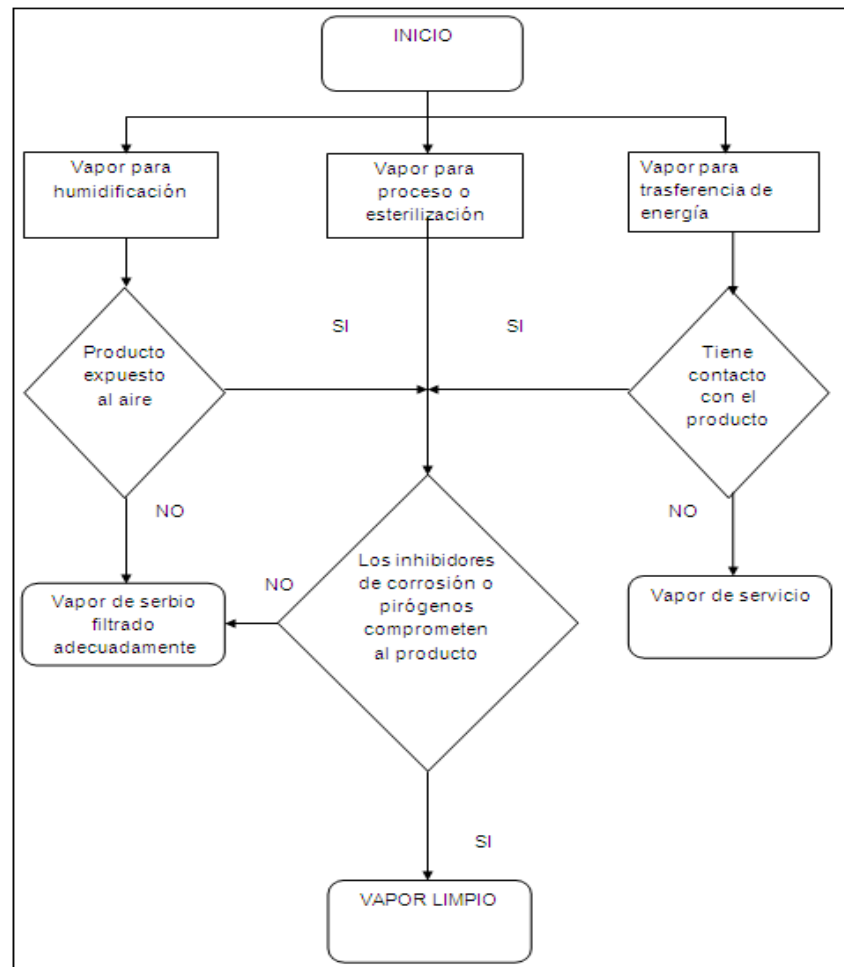 INICIO
Vapor para
humidificación
Vapor para
proceso o
esterilización
Vapor para
trasferencia de
energía
SI
SI
Producto
expuesto
al aire
Tiene
contacto
con el
producto
NO
NO
Los inhibidores
de corrosión o
pirógenos
comprometen
al producto
NO
Vapor de serbio
filtrado
adecuadamente
Vapor de servicio
SI
VAPOR LIMPIO